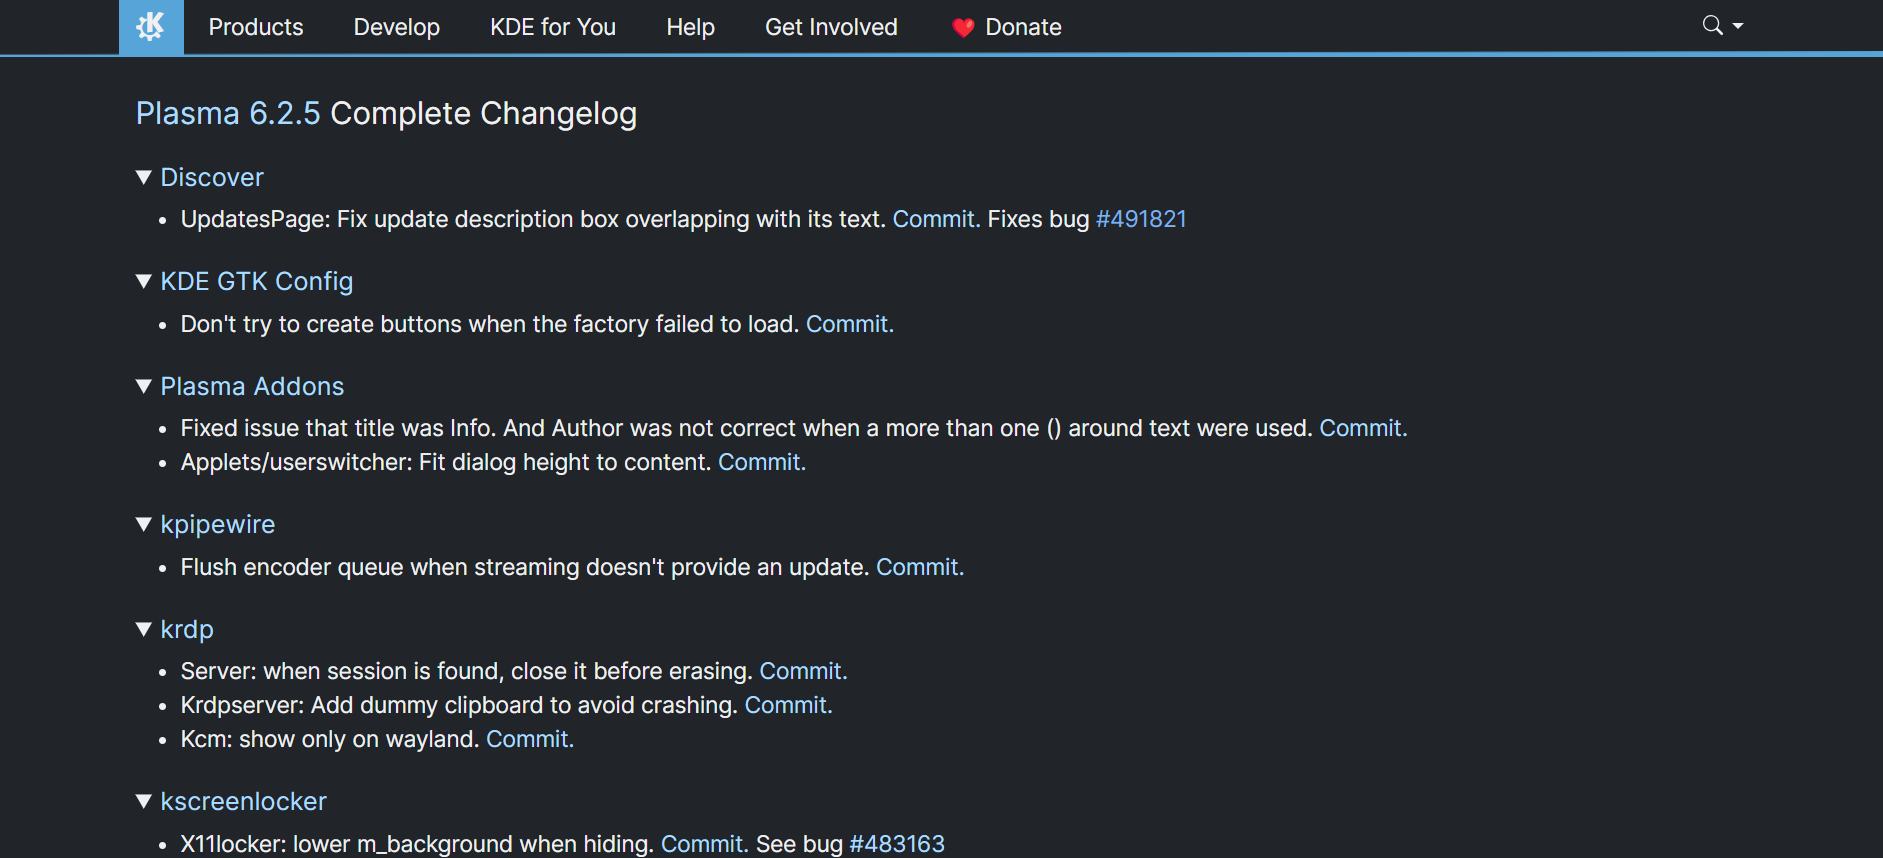 Products Develop KDE for You Help Get Involved Donate
Plasma 6.2.5 Complete Changelog
Discover
UpdatesPage: Fix update description box overlapping with its text. Commit. Fixes bug #491821
KDE GTK Config
Don't try to create buttons when the factory failed to load. Commit.
Plasma Addons
Fixed issue that title was Info. And Author was not correct when a more than one () around text were used. Commit.
Applets/userswitcher: Fit dialog height to content. Commit.
kpipewire
Flush encoder queue when streaming doesn't provide an update. Commit.
krdp
Server: when session is found, close it before erasing. Commit.
Krdpserver: Add dummy clipboard to avoid crashing. Commit.
Kcm: show only on wayland. Commit.
kscreenlocker
X11locker: lower m_background when hiding. Commit. See bug #483163